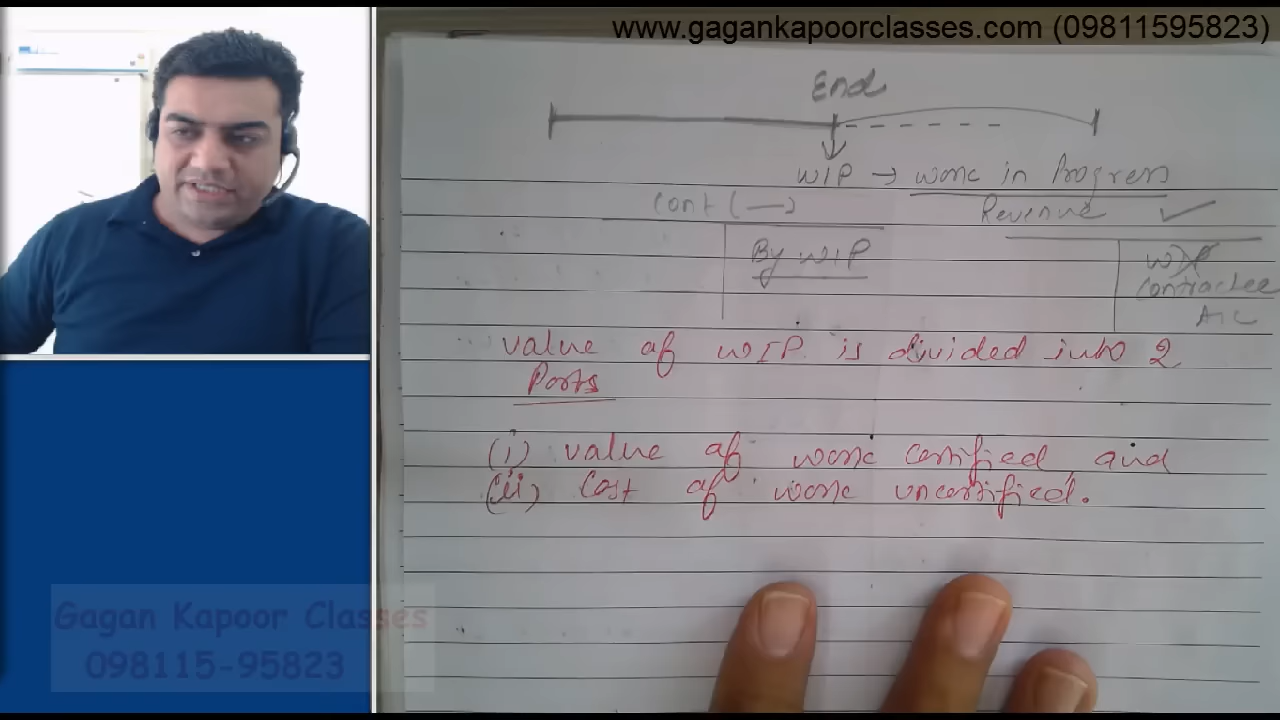 www.gagankapoorclasses.com (09811595823)
End
WIP → Work in Progress
Cont (—)
Revenue
By WIP
WIP
Contractee
A/c
Value of WIP is divided into 2
Parts
(i) Value of work certified, and
(ii) Cost of work uncertified.
Gagan Kapoor Classes
098115-95823